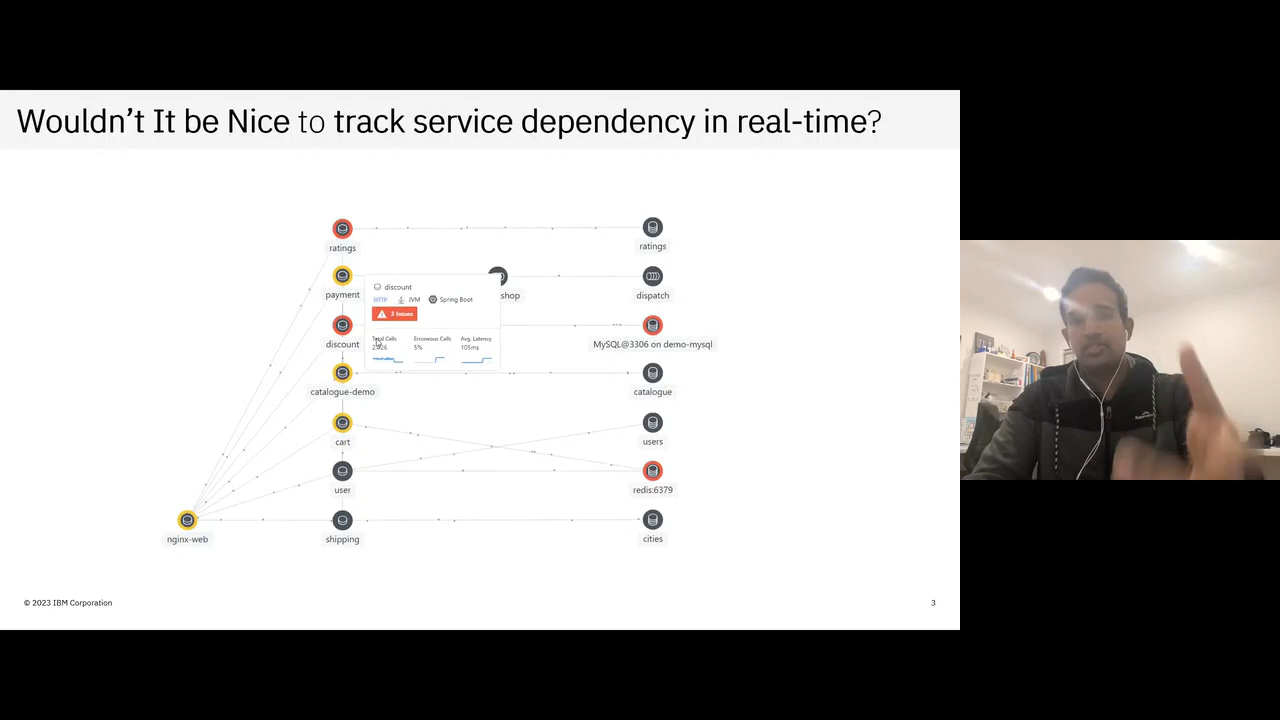 Wouldn't It be Nice to track service dependency in real-time?
ratings
ratings
payment
discount
HTTP
JVM
Spring Boot
3 Issues
shop
dispatch
discount
Total Calls
Erroneous Calls
Avg. Latency
5%
105ms
MySQL@3306 on demo-mysql
catalogue-demo
catalogue
cart
users
user
redis:6379
nginx-web
shipping
cities
© 2023 IBM Corporation
3